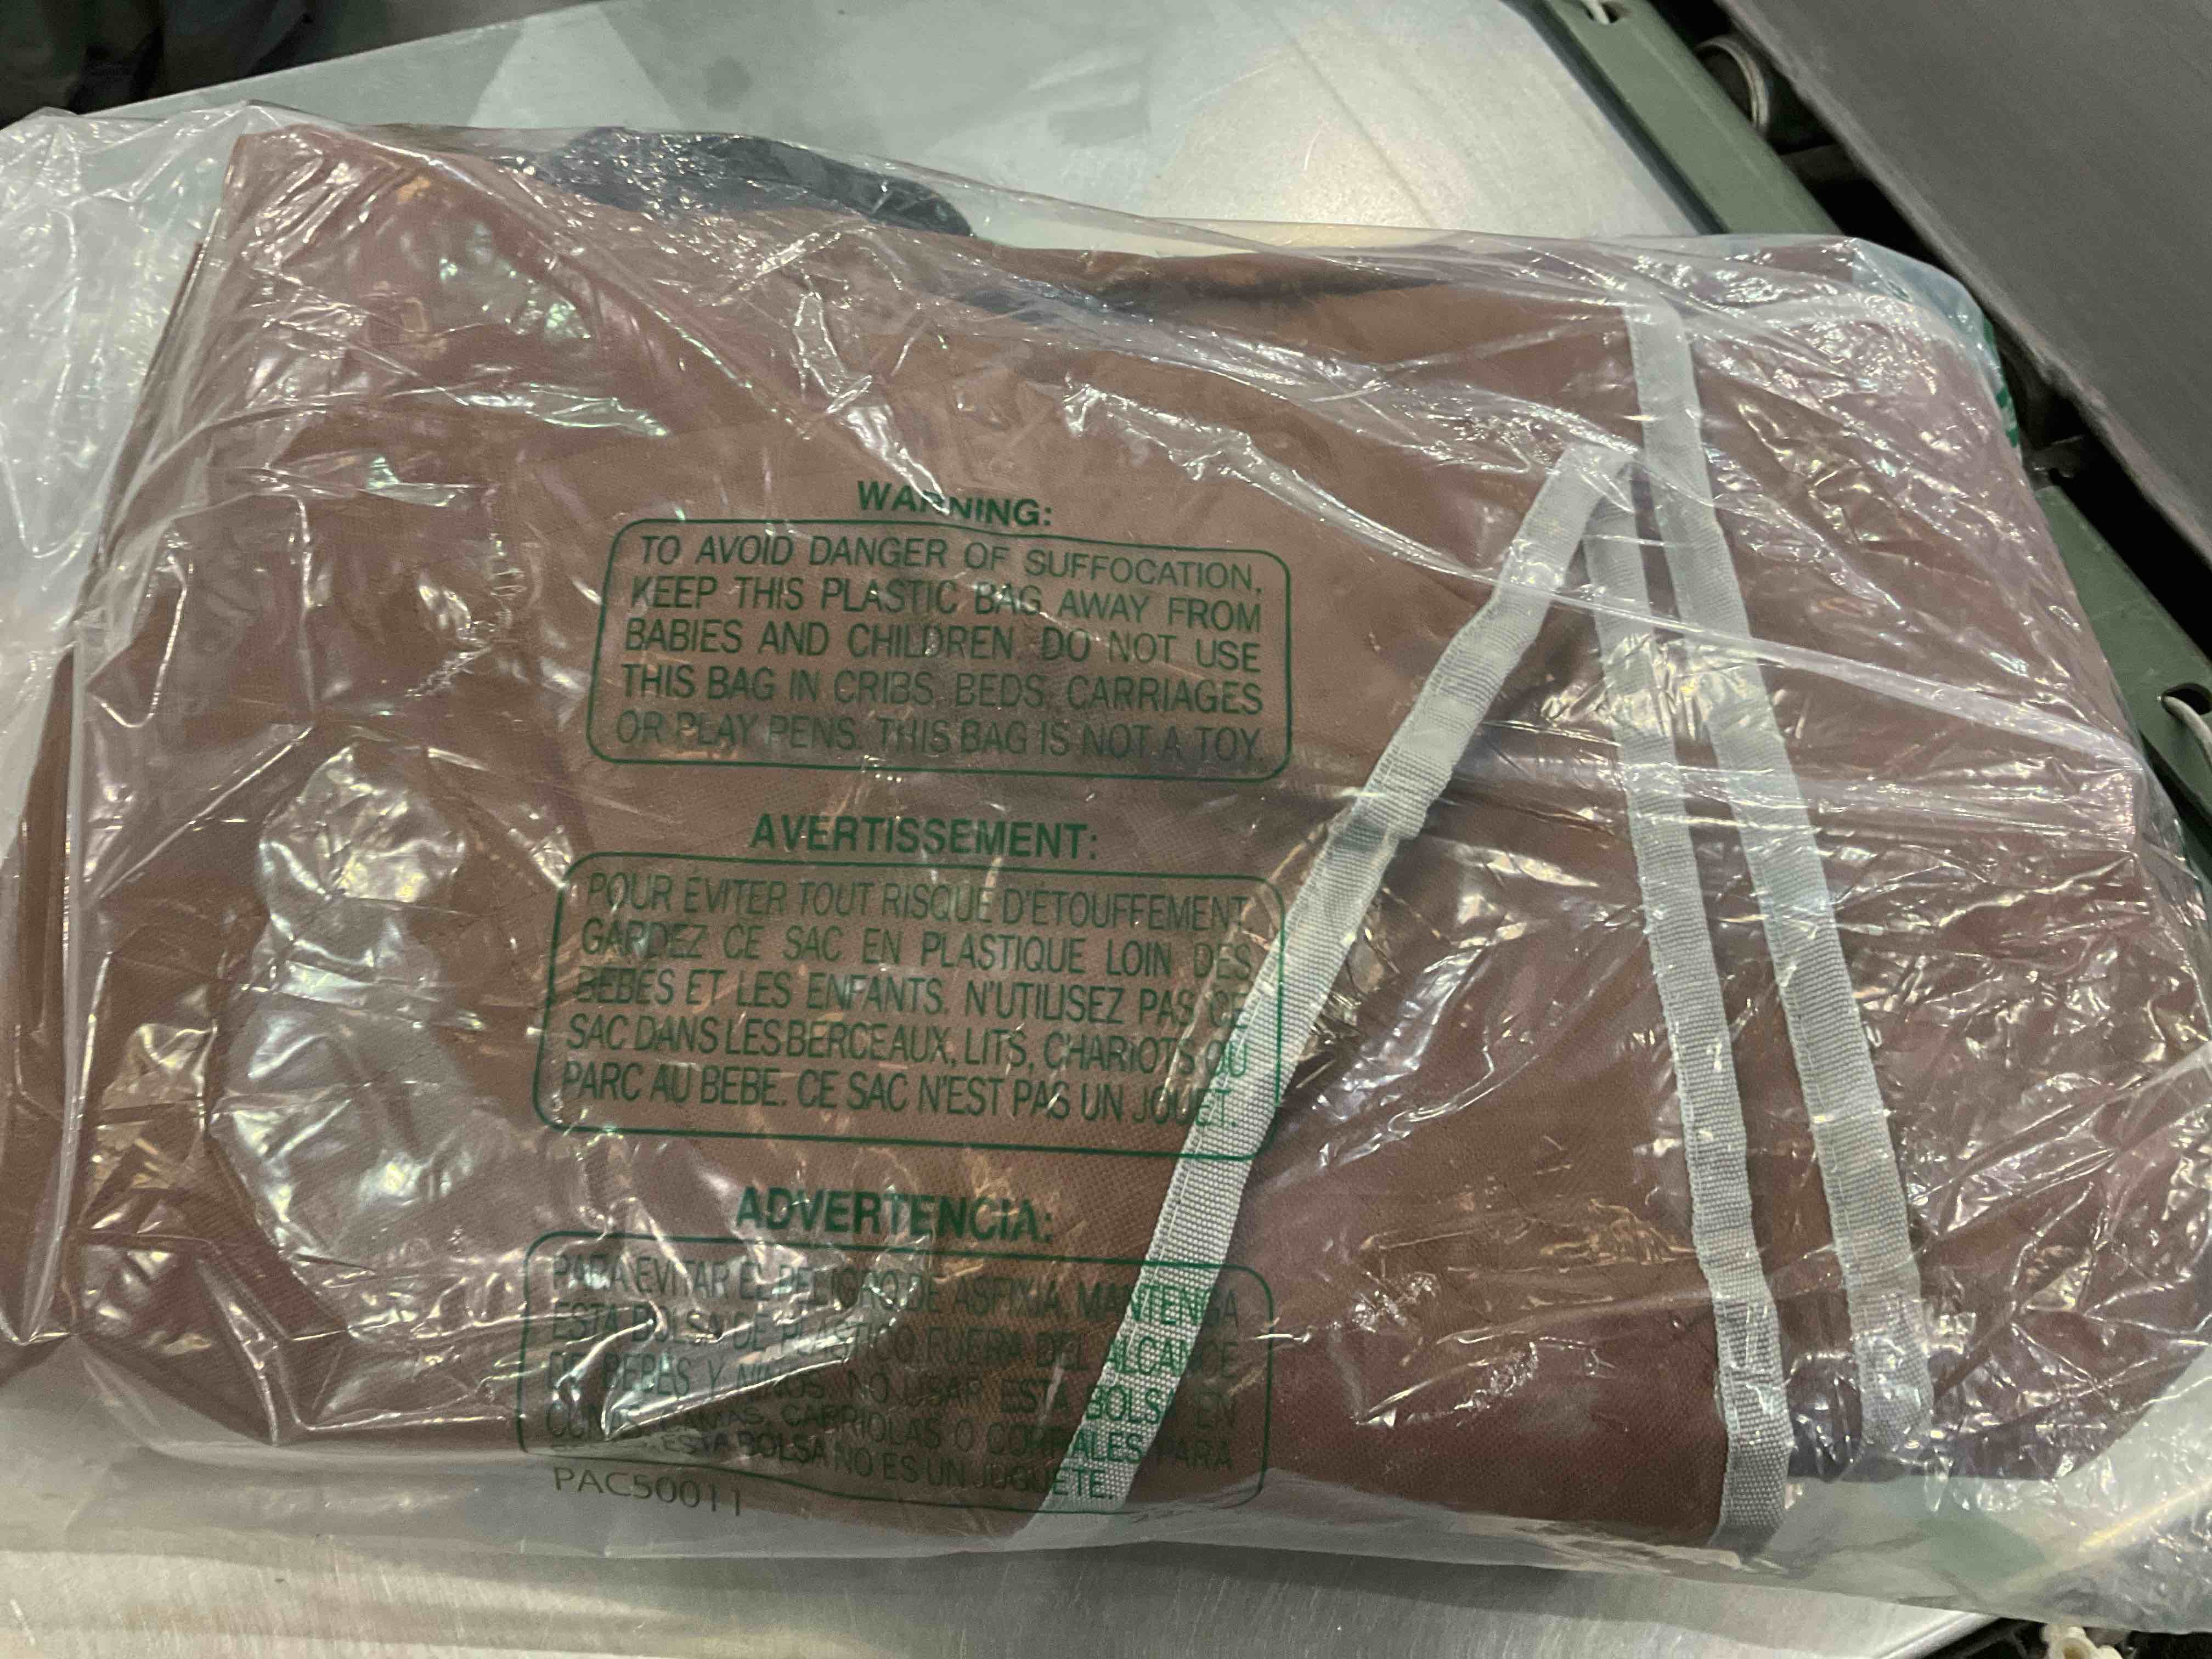 WARNING:
TO AVOID DANGER OF SUFFOCATION,
KEEP THIS PLASTIC BAG AWAY FROM
BABIES AND CHILDREN. DO NOT USE
THIS BAG IN CRIBS, BEDS, CARRIAGES
OR PLAY PENS. THIS BAG IS NOT A TOY.
AVERTISSEMENT:
POUR ÉVITER TOUT RISQUE D'ÉTOUFFEMENT
GARDEZ CE SAC EN PLASTIQUE LOIN DES
BEBES ET LES ENFANTS. N'UTILISEZ PAS CE
SAC DANS LES BERCEAUX, LITS, CHARIOTS OU
PARC AU BEBE. CE SAC N'EST PAS UN JOUET.
ADVERTENCIA:
PARA EVITAR EL PELIGRO DE ASFIXIA, MANTENGA
ESTA BOLSA DE PLASTICO FUERA DEL ALCANCE
DE BEBES Y NIÑOS. NO USAR ESTA BOLSA EN
CUNAS, CAMAS, CARRIOLAS O CORRALES PARA
ESTA BOLSA NO ES UN JUGUETE.
PAC50011